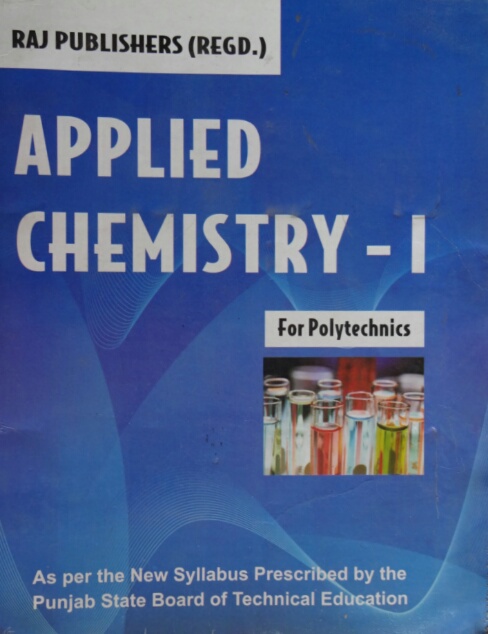 RAJ PUBLISHERS (REGD.)
APPLIED
CHEMISTRY - I
For Polytechnics
As per the New Syllabus Prescribed by the
Punjab State Board of Technical Education